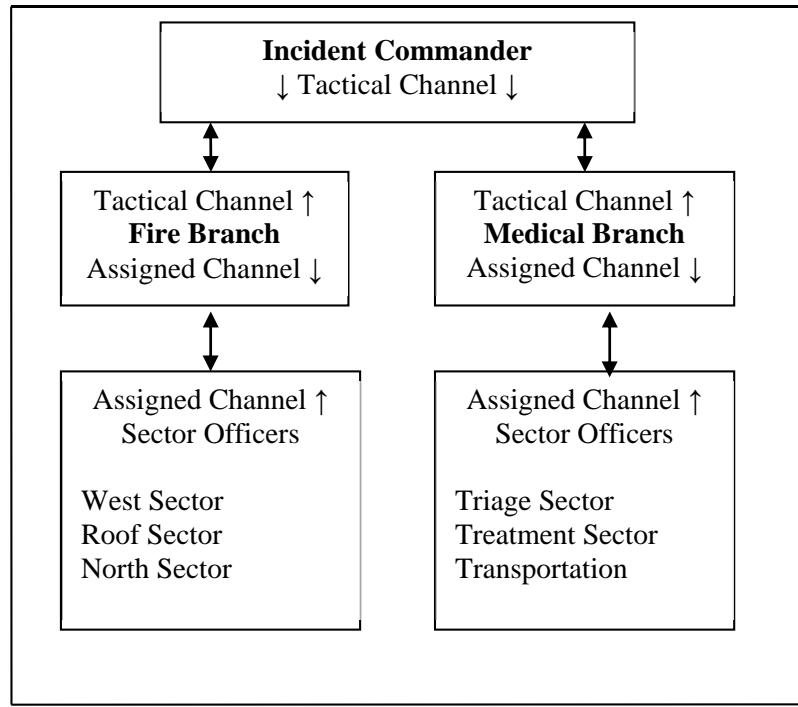 Incident Commander
↓ Tactical Channel ↓
Tactical Channel ↑
Fire Branch
Assigned Channel ↓
Tactical Channel ↑
Medical Branch
Assigned Channel ↓
Assigned Channel ↑
Sector Officers
West Sector
Roof Sector
North Sector
Assigned Channel ↑
Sector Officers
Triage Sector
Treatment Sector
Transportation